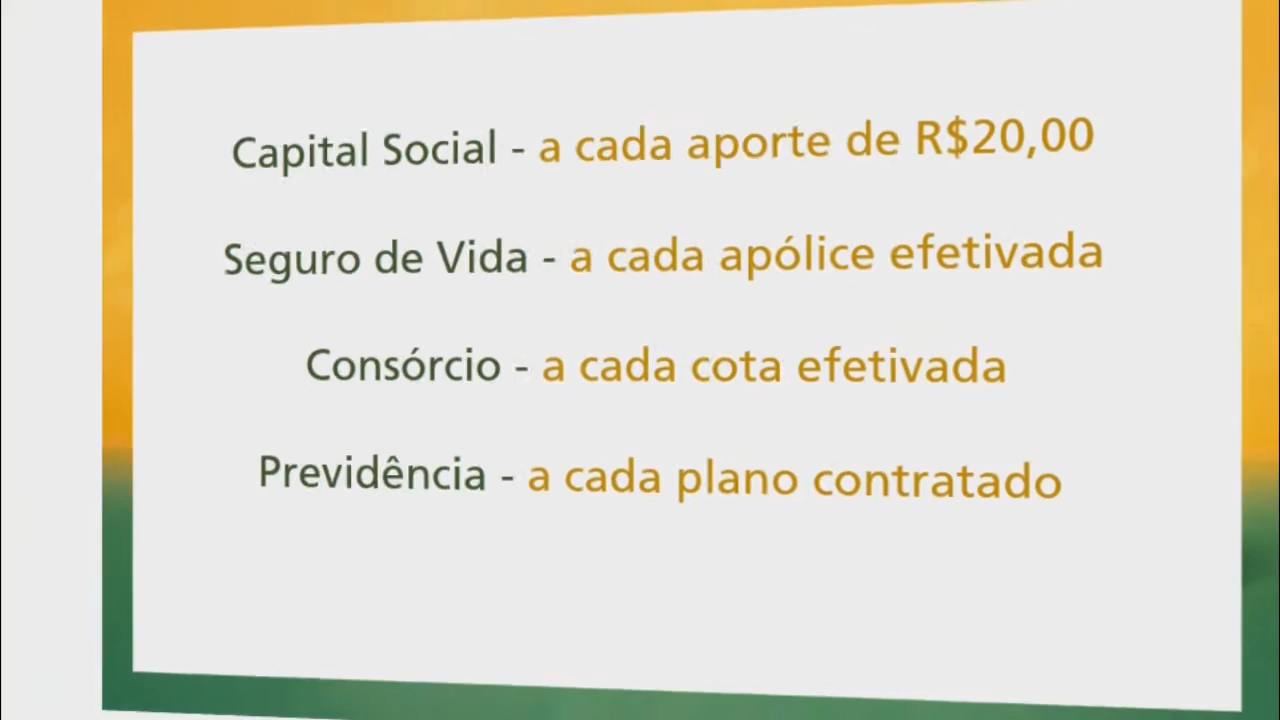 Capital Social - a cada aporte de R$20,00
Seguro de Vida - a cada apólice efetivada
Consórcio - a cada cota efetivada
Previdência - a cada plano contratado